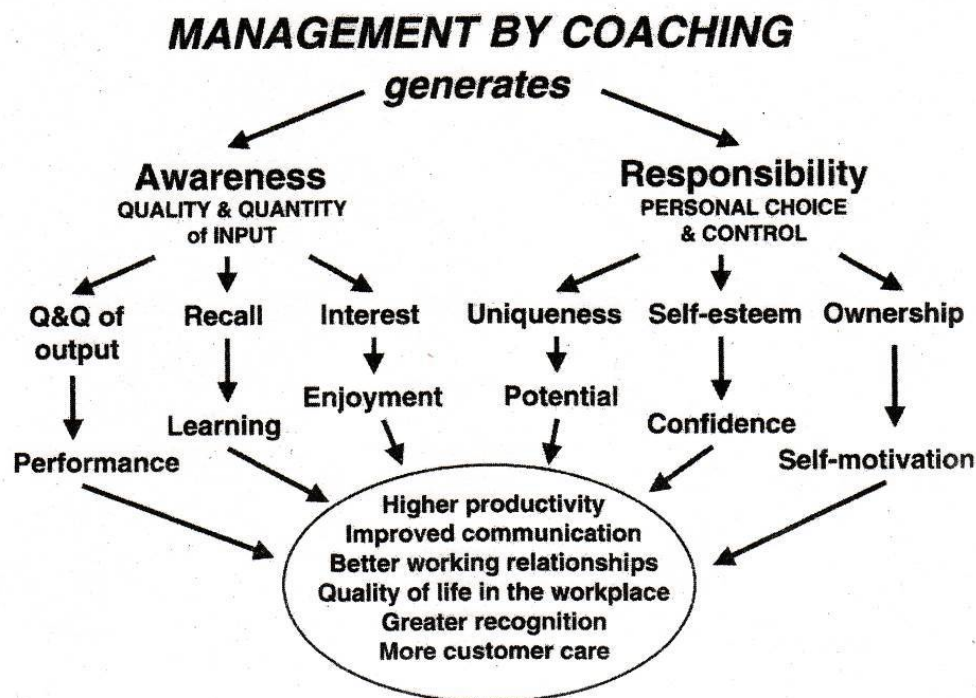 MANAGEMENT BY COACHING
generates
Awareness
QUALITY & QUANTITY
of INPUT
Responsibility
PERSONAL CHOICE
& CONTROL
Q&Q of
output
Recall
Interest
Uniqueness
Self-esteem
Ownership
Enjoyment
Potential
Learning
Confidence
Performance
Self-motivation
Higher productivity
Improved communication
Better working relationships
Quality of life in the workplace
Greater recognition
More customer care